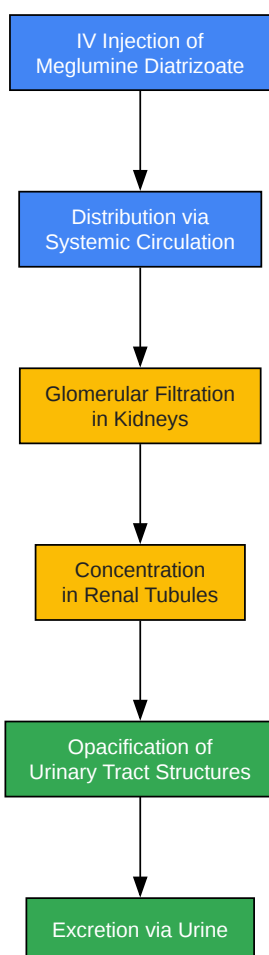 IV Injection of
Meglumine Diatrizoate
Distribution via
Systemic Circulation
Glomerular Filtration
in Kidneys
Concentration
in Renal Tubules
Opacification of
Urinary Tract Structures
Excretion via Urine